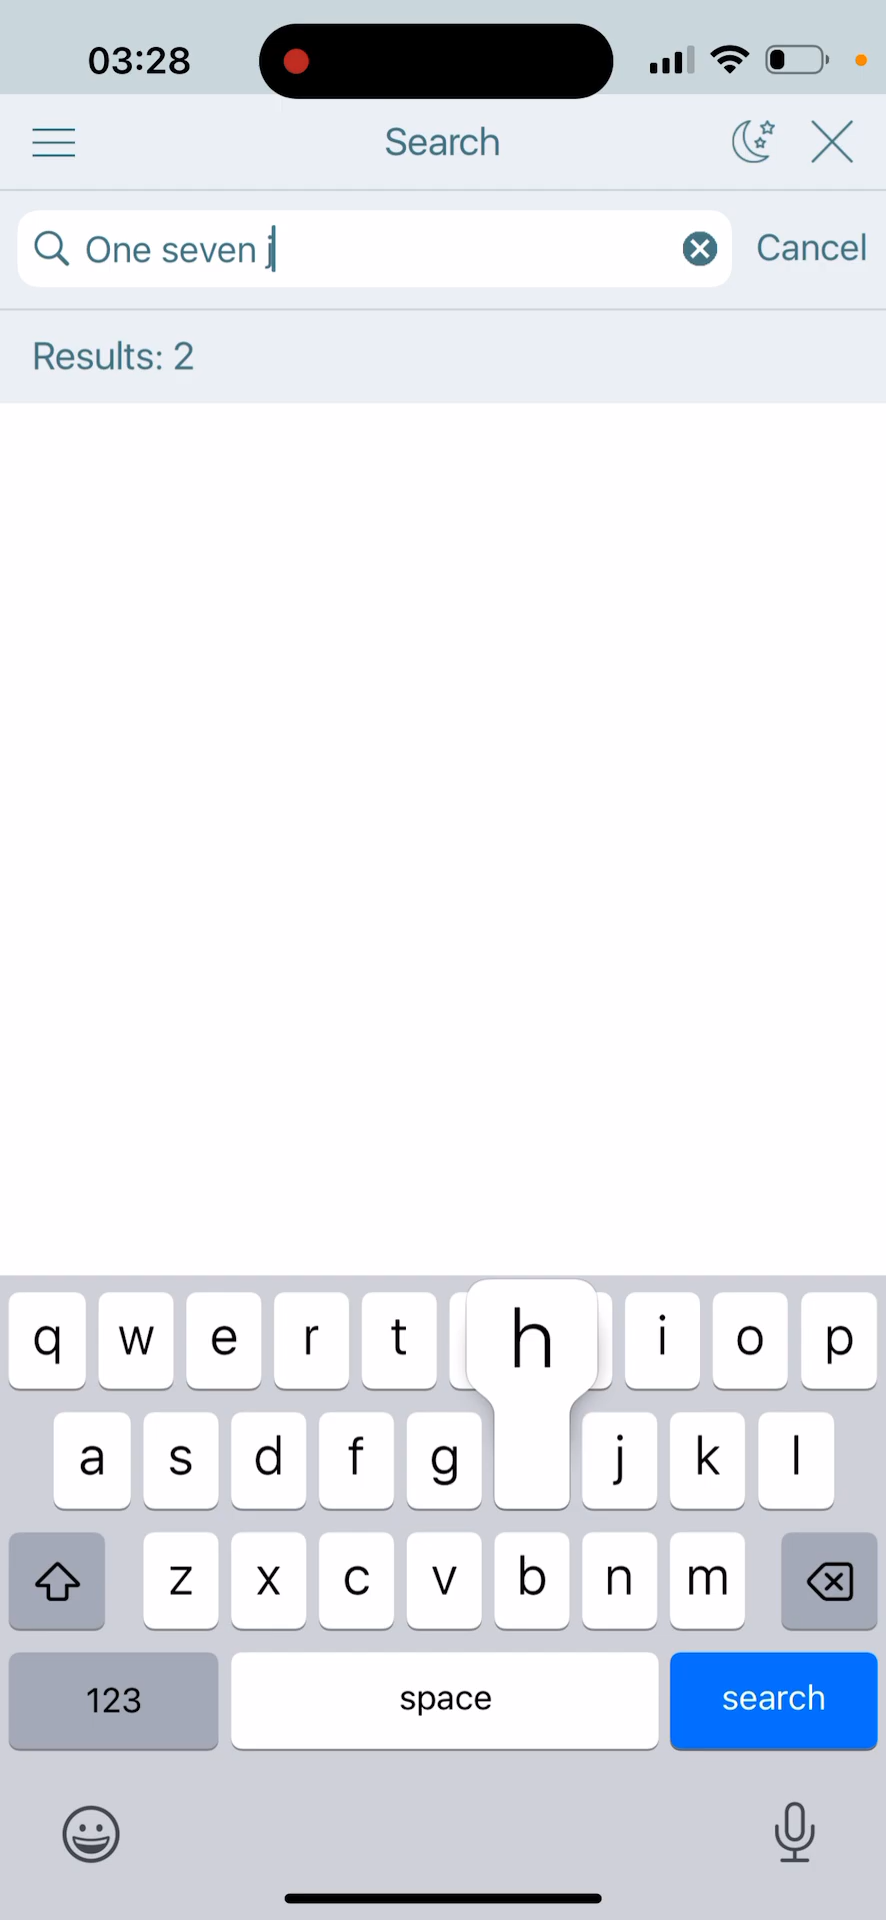 03:28
Search
One seven j
Cancel
Results: 2
q w e r t h i o p
a s d f g j k l
z x c v b n m
123 space search